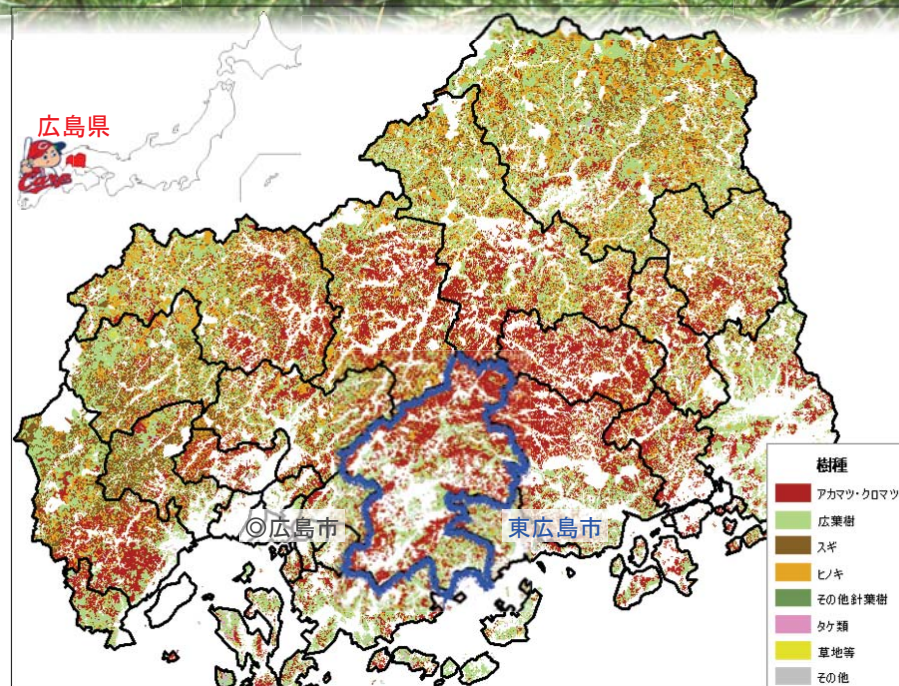 広島県
Carp
◎広島市
東広島市
樹種
アカマツ・クロマツ
広葉樹
スギ
ヒノキ
その他針葉樹
タケ類
草地等
その他